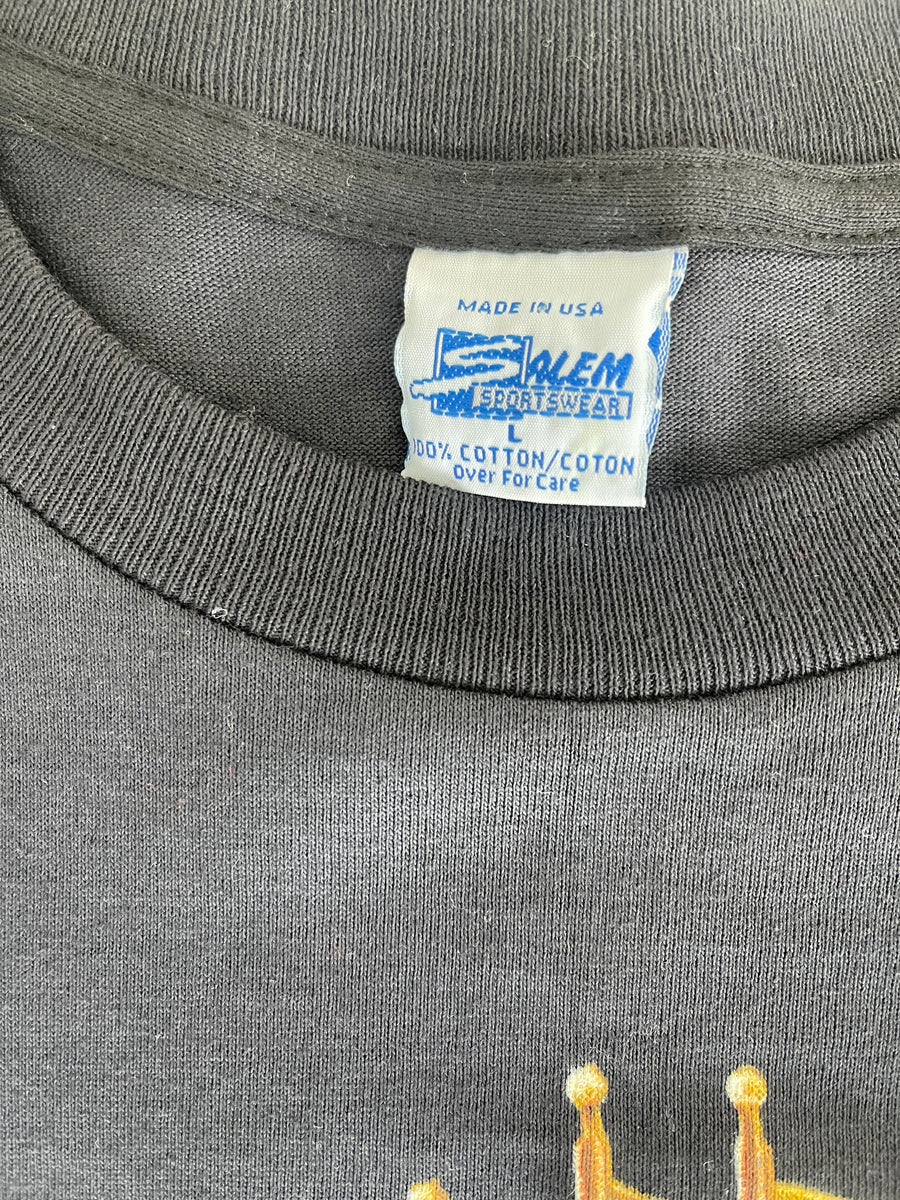 MADE IN USA
SALEM
SPORTSWEAR
L
100% COTTON/COTON
Over For Care